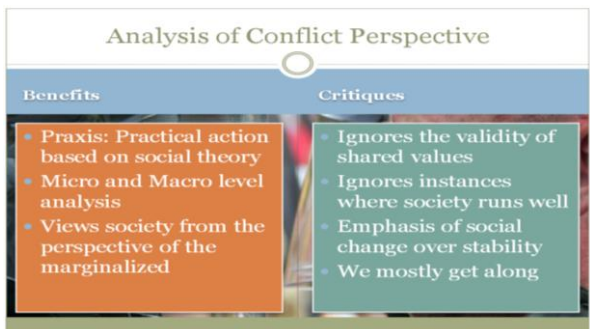 Analysis of Conflict Perspective
Benefits
Critiques
Praxis: Practical action
based on social theory
Micro and Macro level
analysis
Views society from the
perspective of the
marginalized
Ignores the validity of
shared values
Ignores instances
where society runs well
Emphasis of social
change over stability
We mostly get along